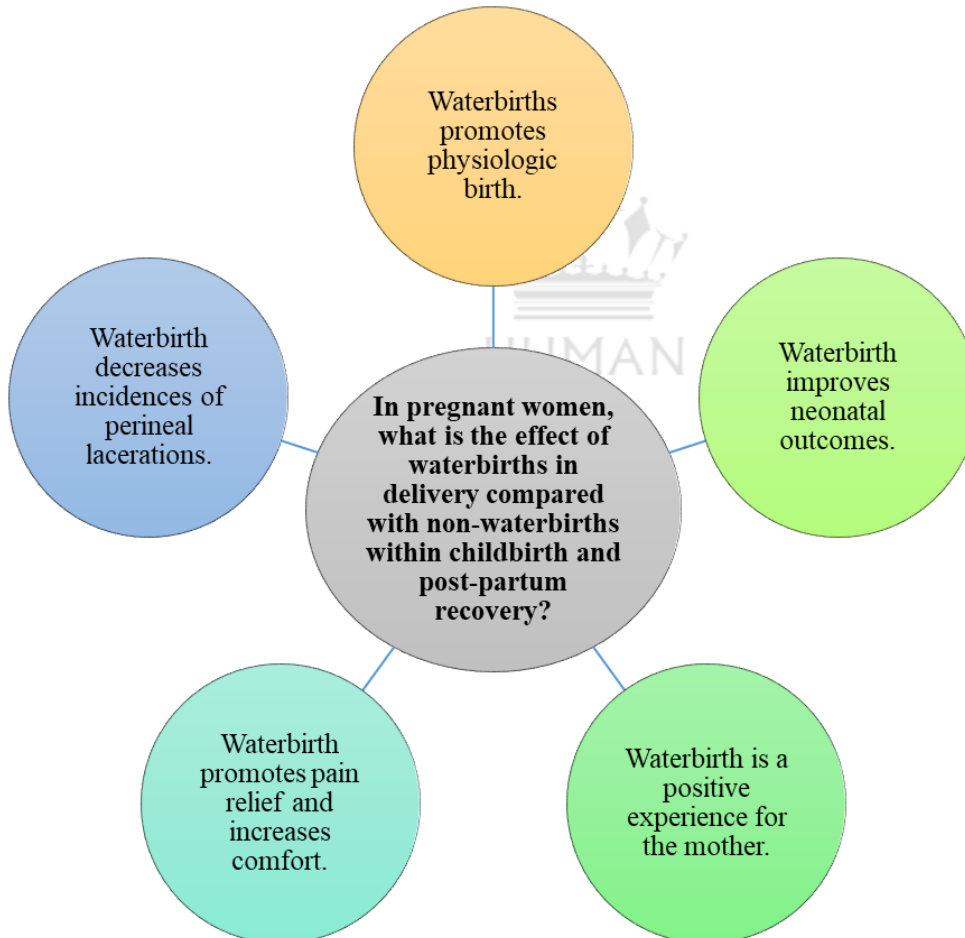 Waterbirths
promotes
physiologic
birth.
HUMAN
Waterbirth
decreases
incidences of
perineal
lacerations.
Waterbirth
improves
neonatal
outcomes.
In pregnant women,
what is the effect of
waterbirths in
delivery compared
with non-waterbirths
within childbirth and
post-partum
recovery?
Waterbirth
promotes pain
relief and
increases
comfort.
Waterbirth is a
positive
experience for
the mother.